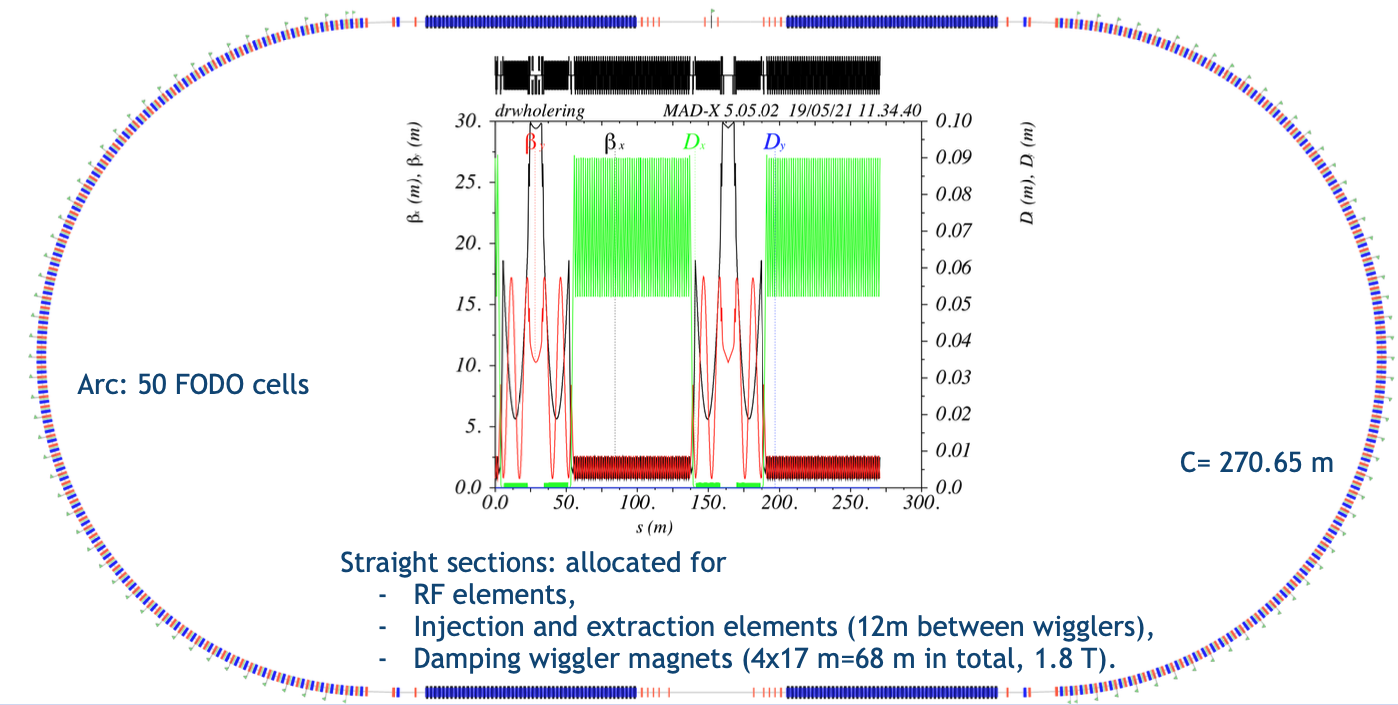 drwholering MAD-X 5.05.02 19/05/21 11.34.40
30. 0.10
βy βx Dx Dy
0.09
25.
0.08
0.07
20.
0.06
15. 0.05
0.04
10.
0.03
0.02
5.
0.01
0.0 0.0
0.0 50. 100. 150. 200. 250. 300.
s (m)
βx (m), βy (m)
Dx (m), Dy (m)
Arc: 50 FODO cells
C= 270.65 m
Straight sections: allocated for
- RF elements,
- Injection and extraction elements (12m between wigglers),
- Damping wiggler magnets (4x17 m=68 m in total, 1.8 T).